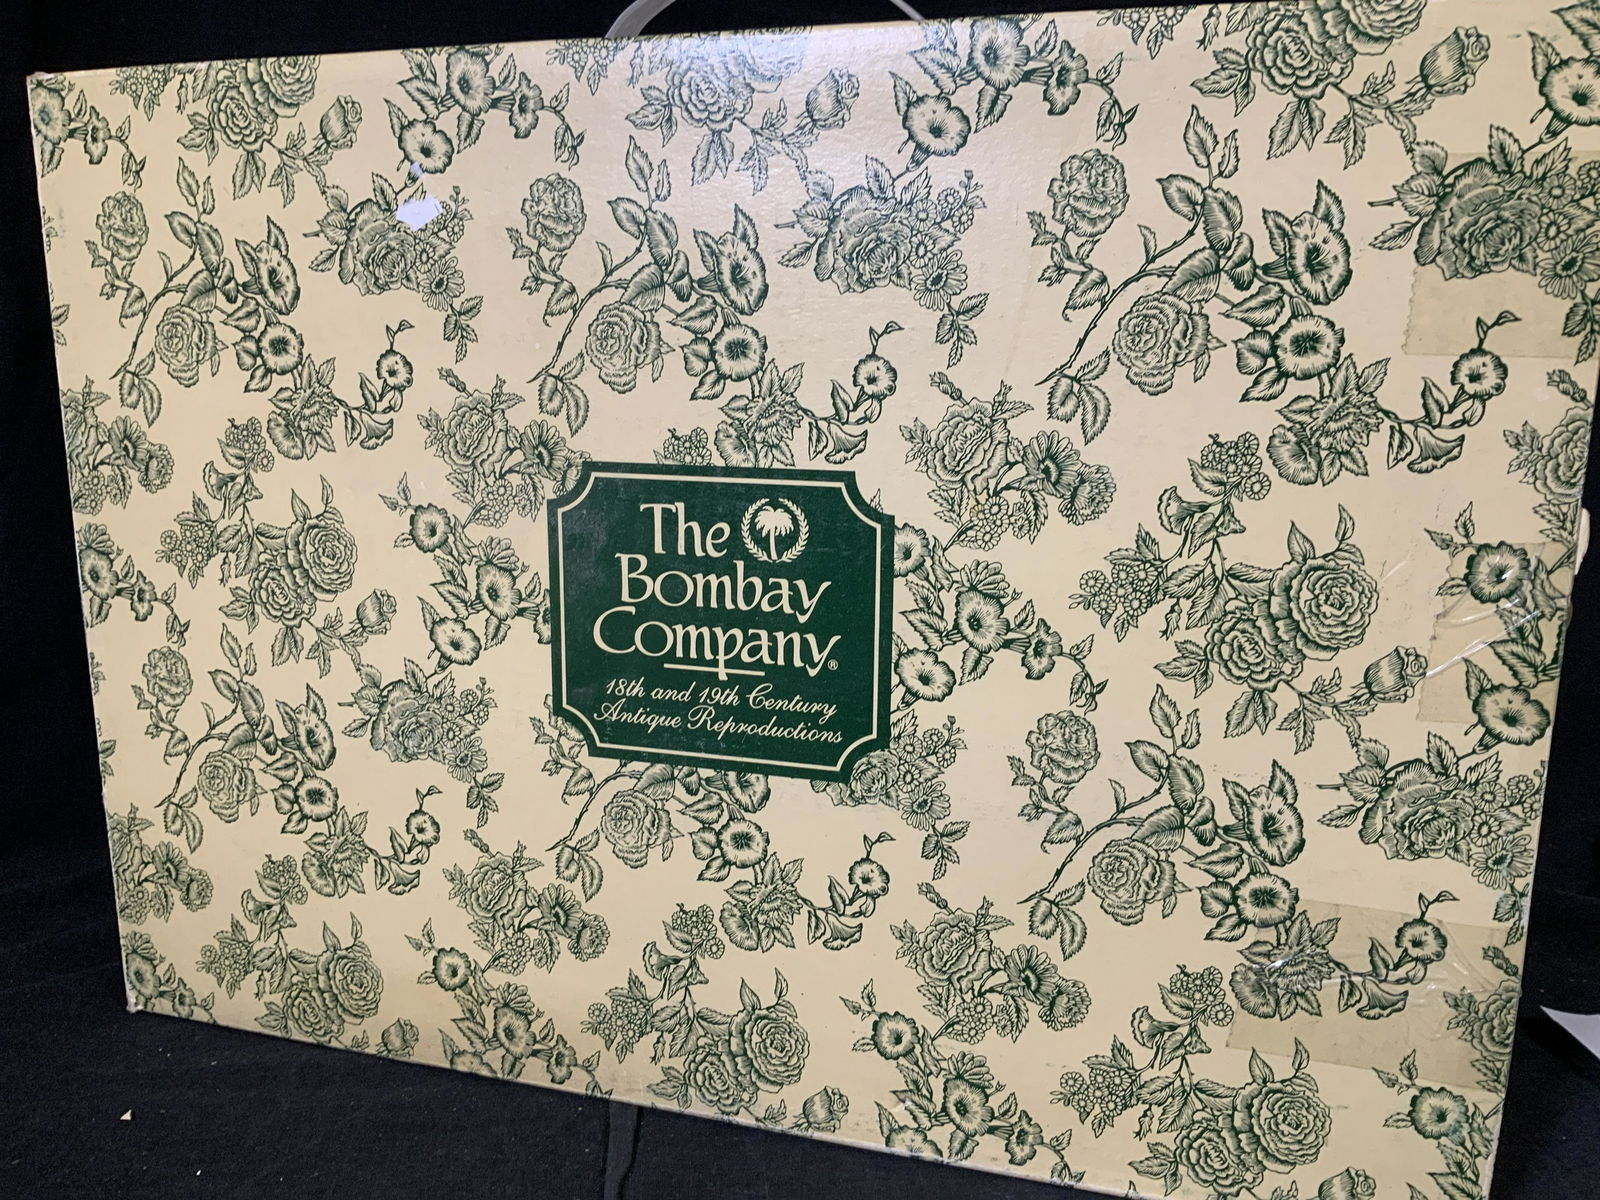 The
Bombay
Company®
18th and 19th Century
Antique Reproductions